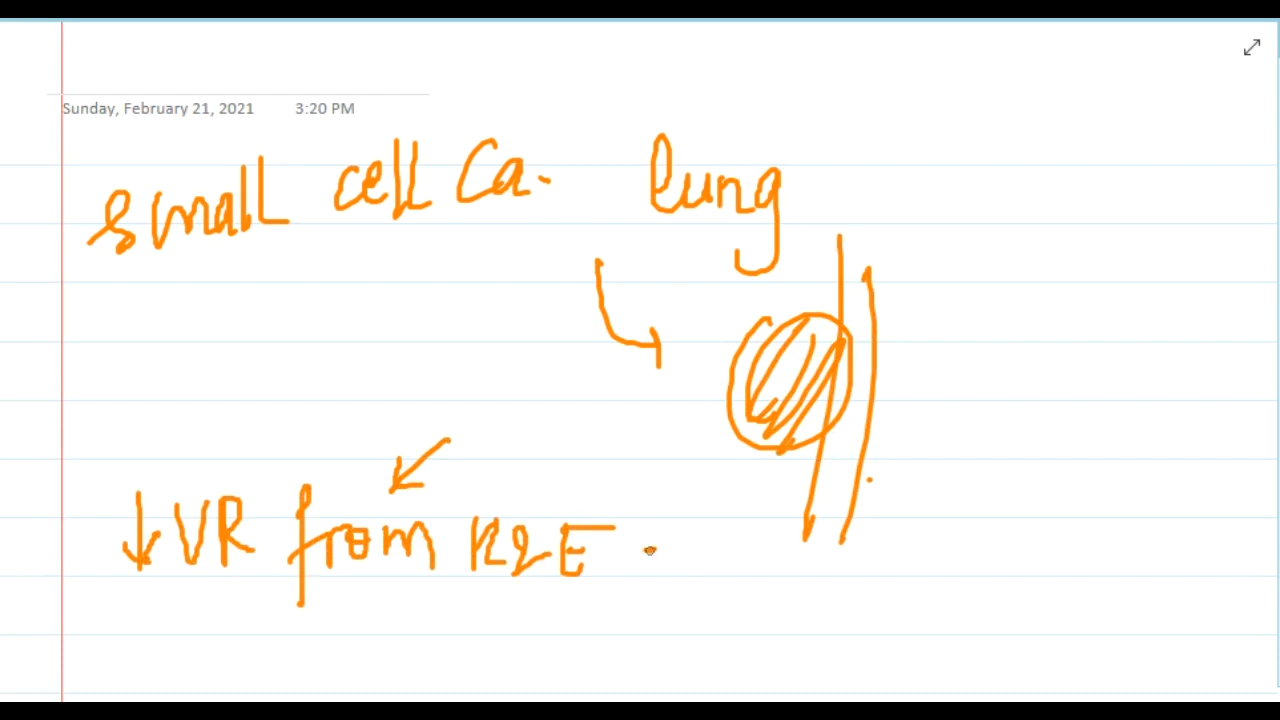 Sunday, February 21, 2021 3:20 PM
small cell Ca. lung
↓ VR from